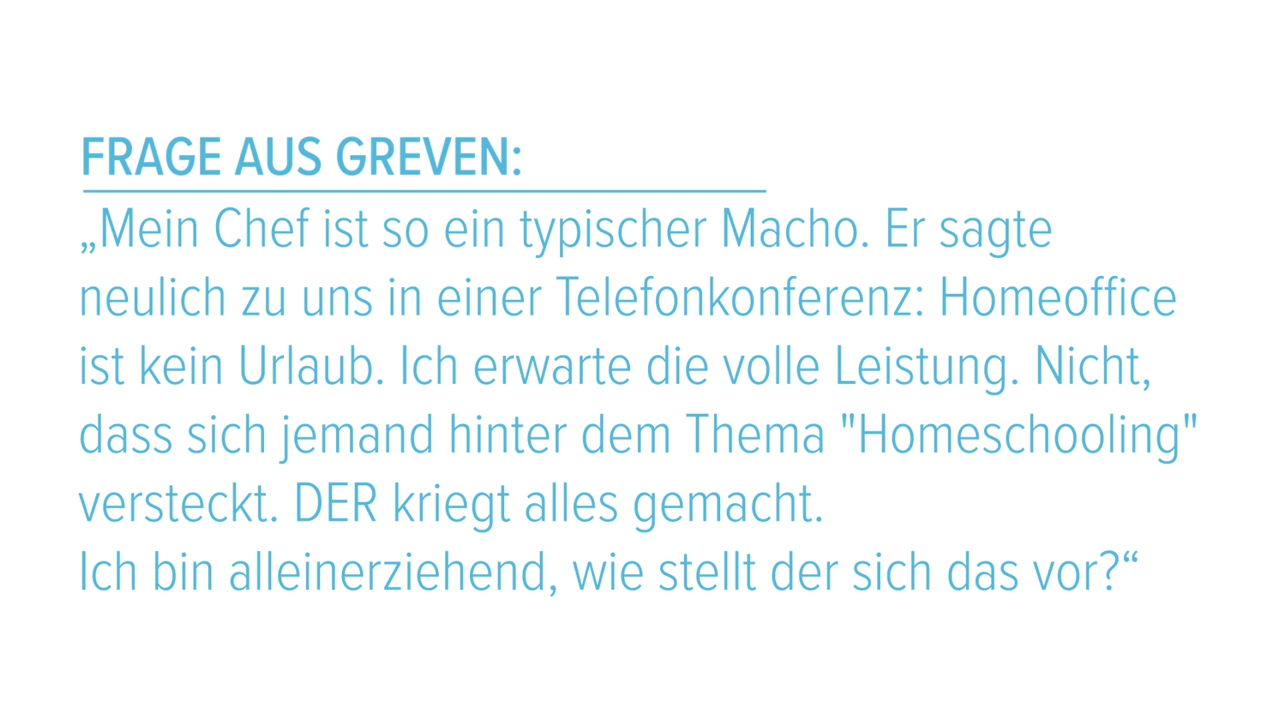 FRAGE AUS GREVEN:
„Mein Chef ist so ein typischer Macho. Er sagte
neulich zu uns in einer Telefonkonferenz: Homeoffice
ist kein Urlaub. Ich erwarte die volle Leistung. Nicht,
dass sich jemand hinter dem Thema "Homeschooling"
versteckt. DER kriegt alles gemacht.
Ich bin alleinerziehend, wie stellt der sich das vor?“